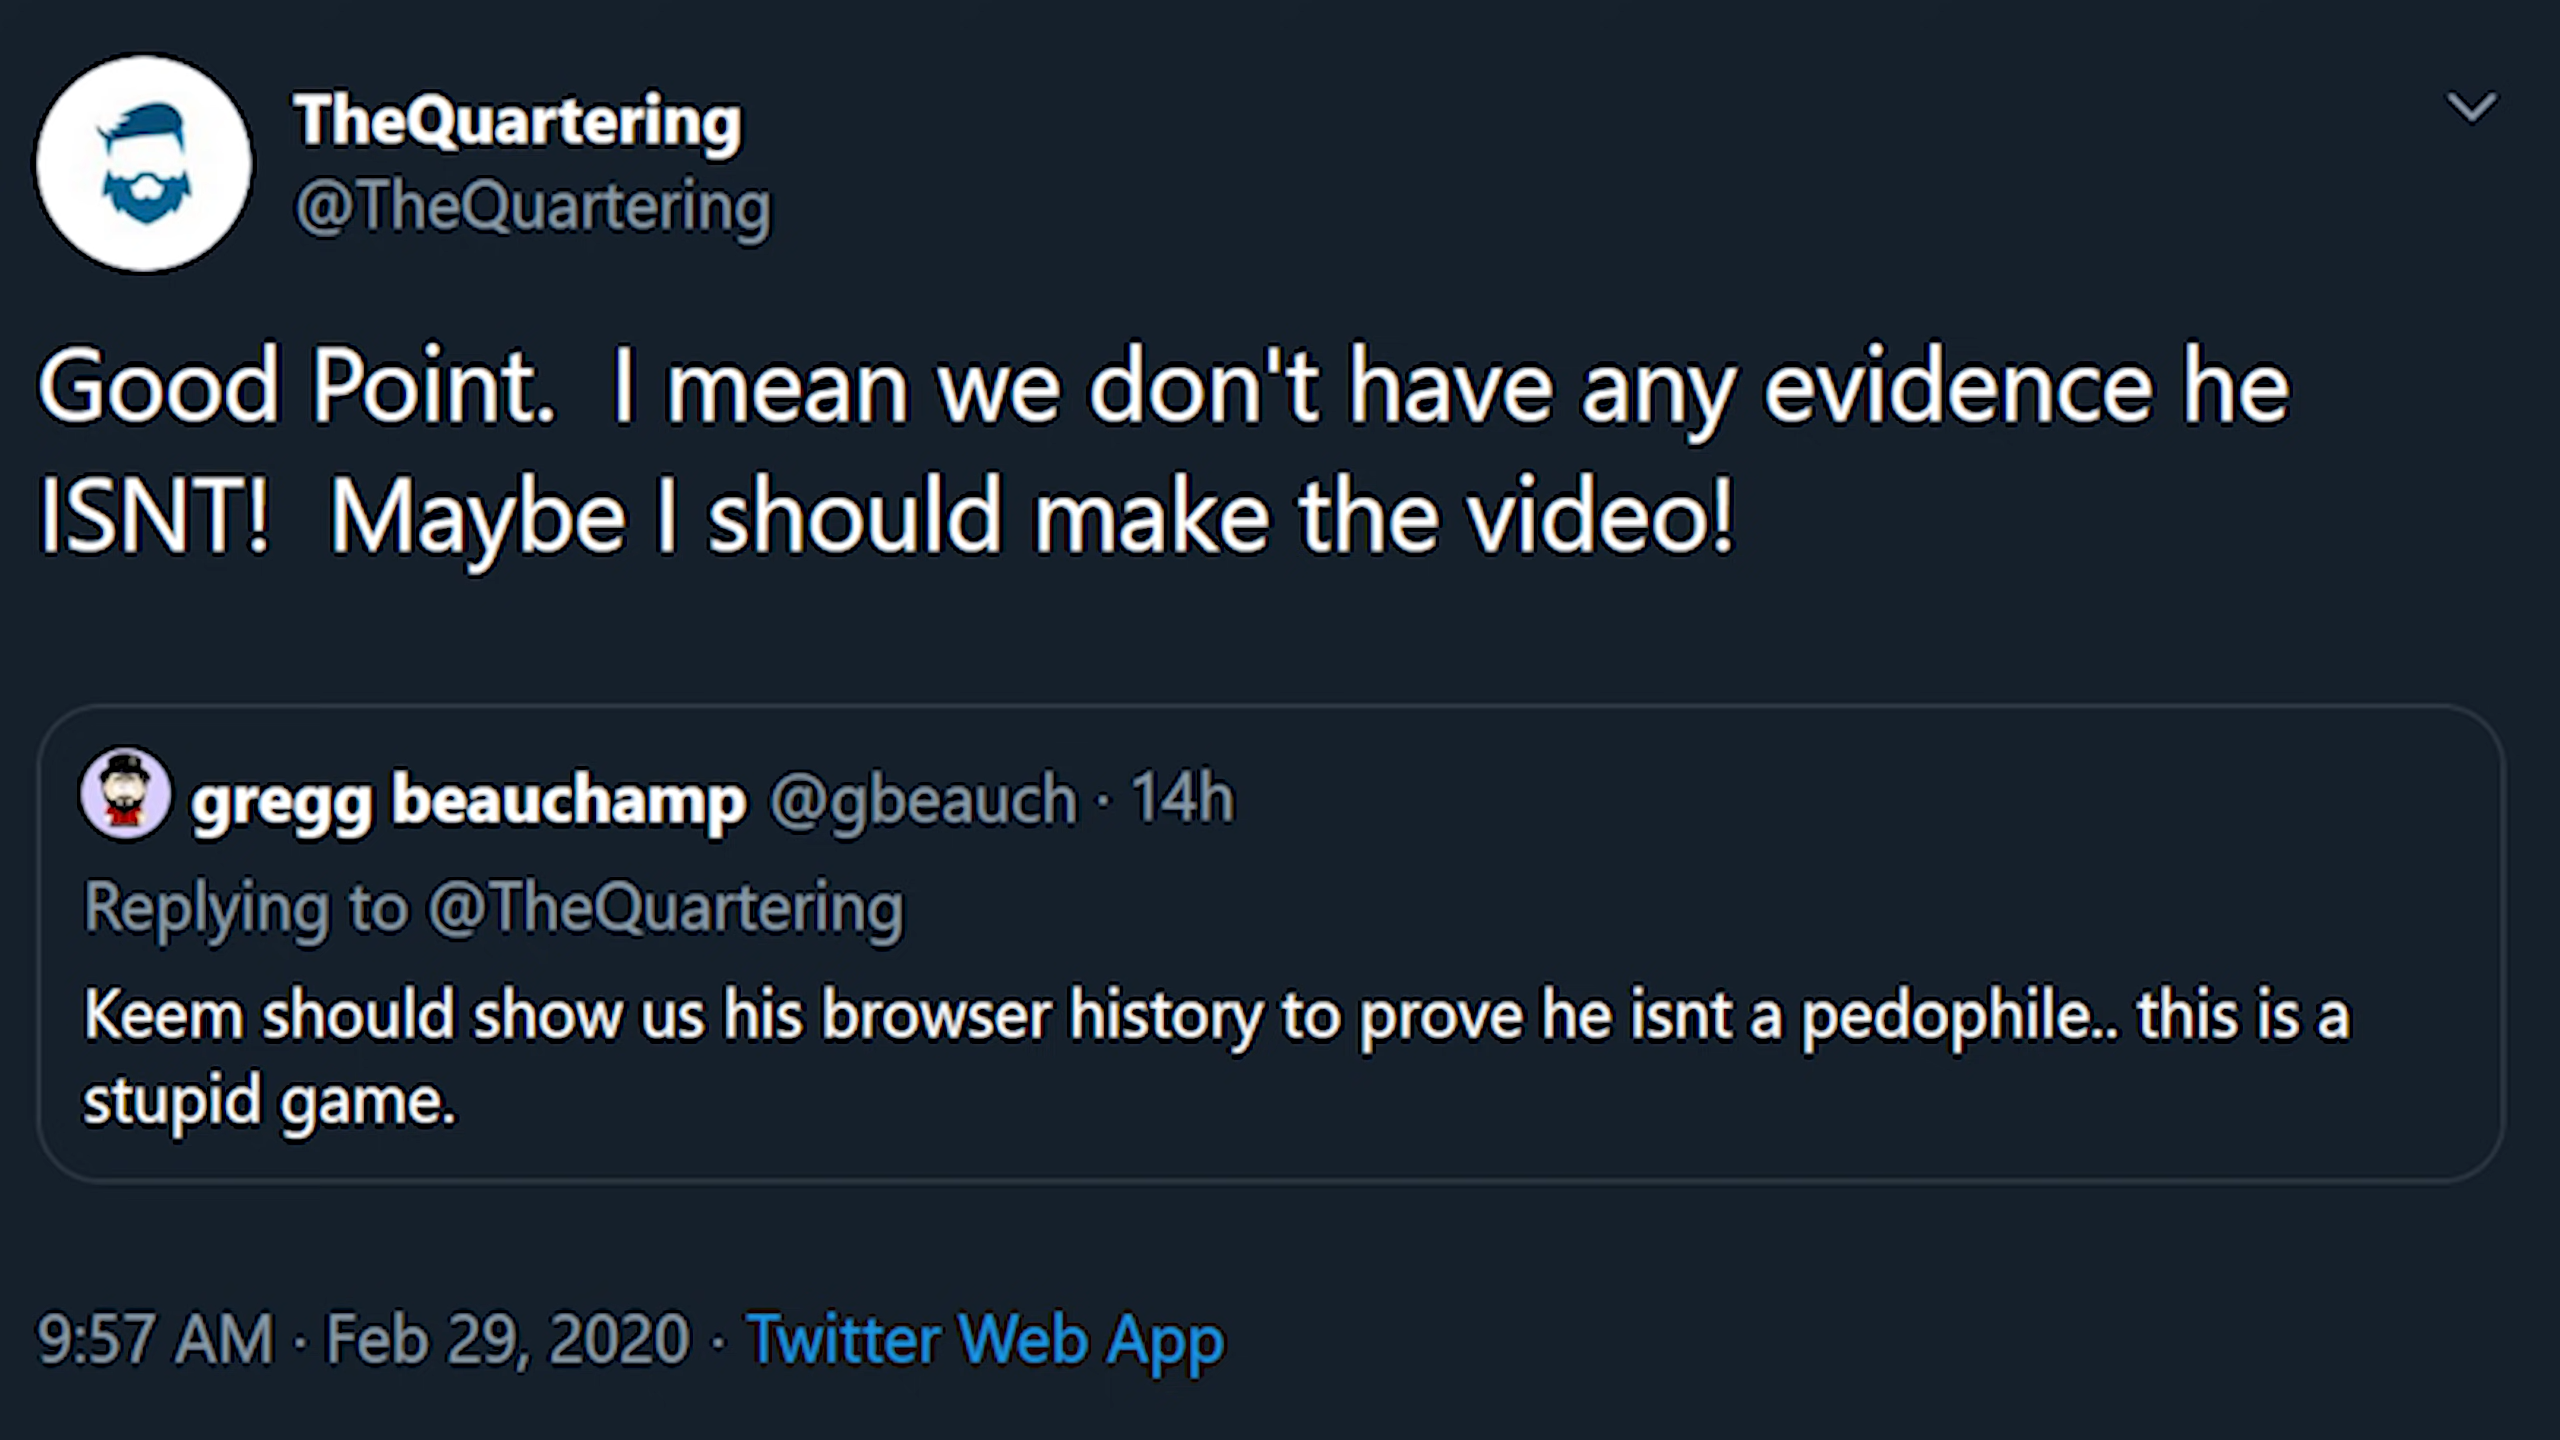 TheQuartering
@TheQuartering
Good Point.  I mean we don't have any evidence he
ISNT!  Maybe I should make the video!
gregg beauchamp @gbeauch · 14h
Replying to @TheQuartering
Keem should show us his browser history to prove he isnt a pedophile.. this is a
stupid game.
9:57 AM · Feb 29, 2020 · Twitter Web App